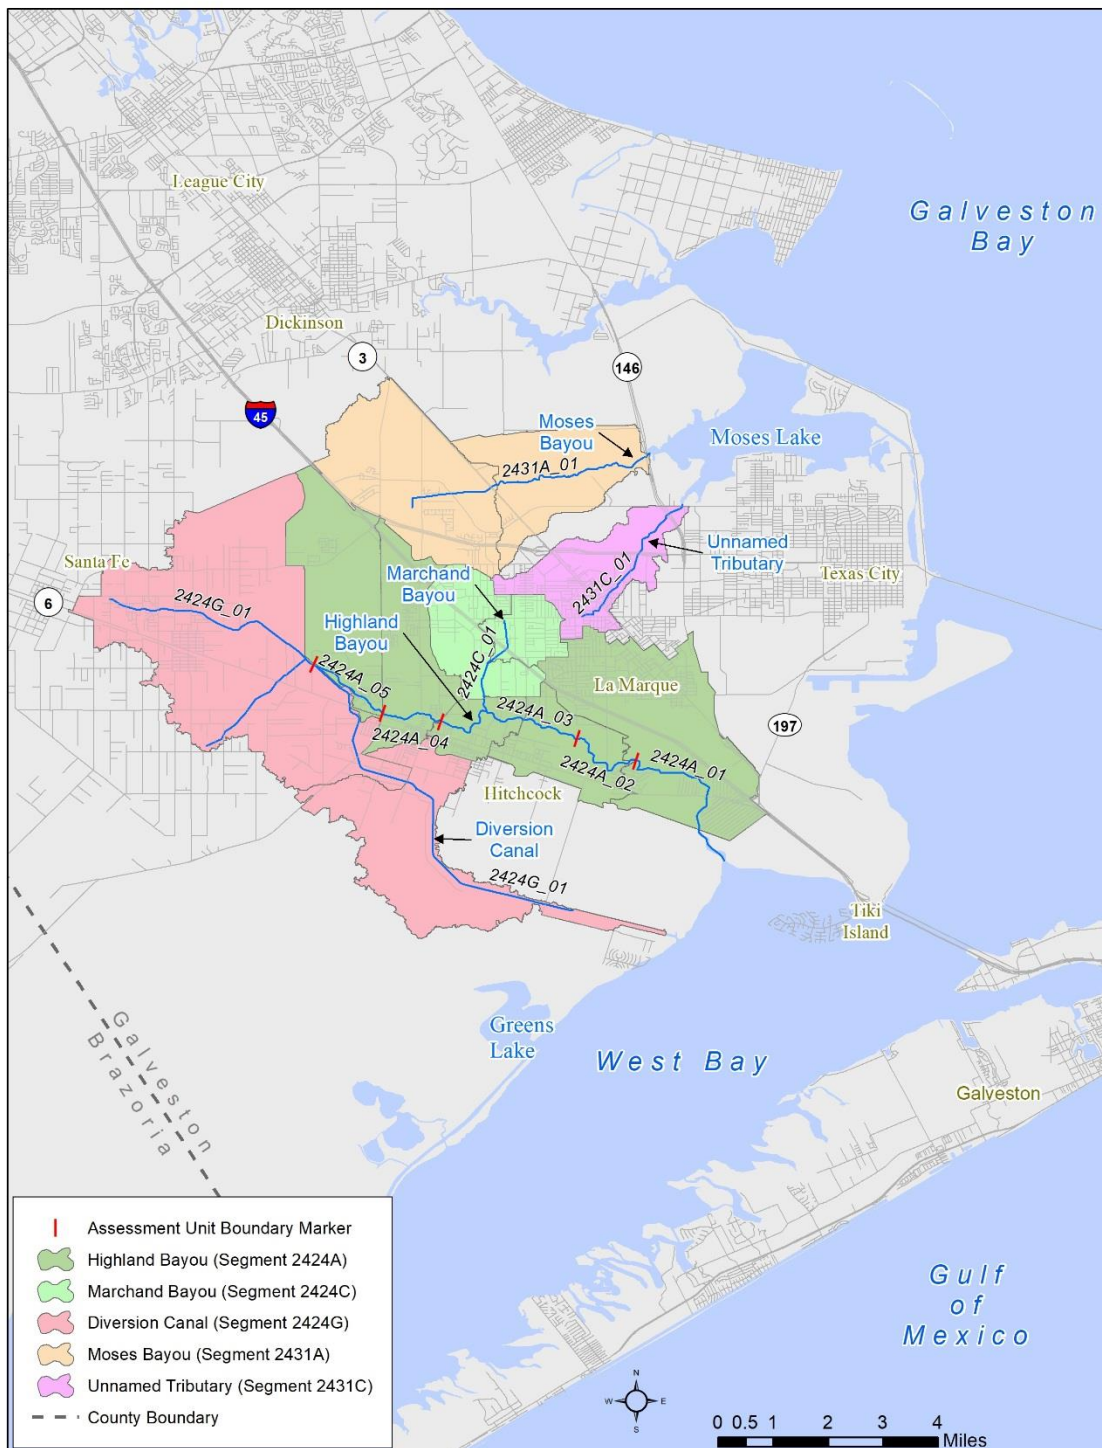 League City
Galveston
Bay
Dickinson
3
146
45
Moses
Bayou
Moses Lake
2431A_01
Unnamed
Tributary
Santa Fe
Marchand
Bayou
2431C_01
Texas City
6
2424G_01
Highland
Bayou
2424C_01
La Marque
2424A_05
2424A_03
197
2424A_04
2424A_01
2424A_02
Hitchcock
Diversion
Canal
2424G_01
Tiki
Island
Greens
Lake
West Bay
Galveston
Brazoria
Galveston
Assessment Unit Boundary Marker
Highland Bayou (Segment 2424A)
Marchand Bayou (Segment 2424C)
Diversion Canal (Segment 2424G)
Moses Bayou (Segment 2431A)
Unnamed Tributary (Segment 2431C)
County Boundary
Gulf
of
Mexico
N
W E
S
0 0.5 1 2 3 4
Miles